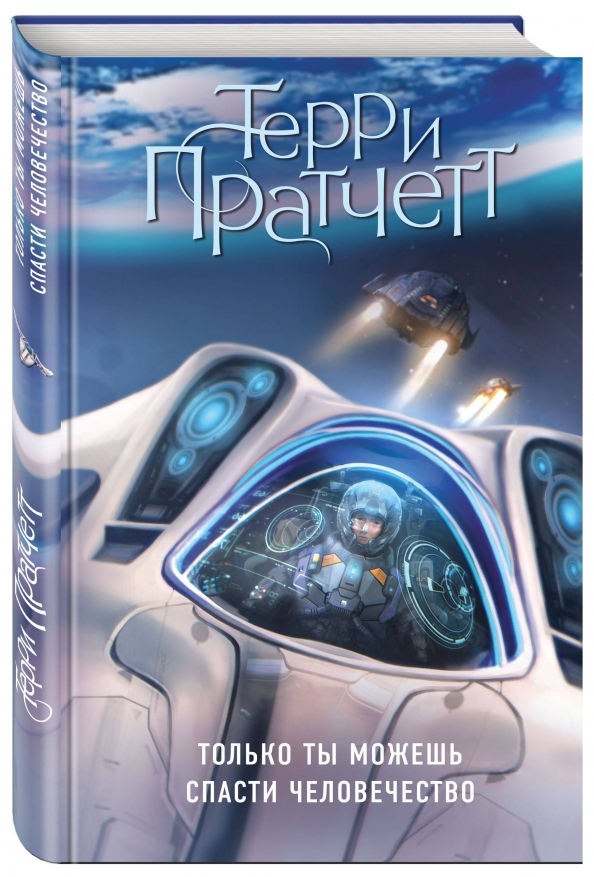 Терри
Пратчетт
ТОЛЬКО ТЫ МОЖЕШЬ
СПАСТИ ЧЕЛОВЕЧЕСТВО
ТОЛЬКО ТЫ МОЖЕШЬ
СПАСТИ ЧЕЛОВЕЧЕСТВО
Терри Пратчетт